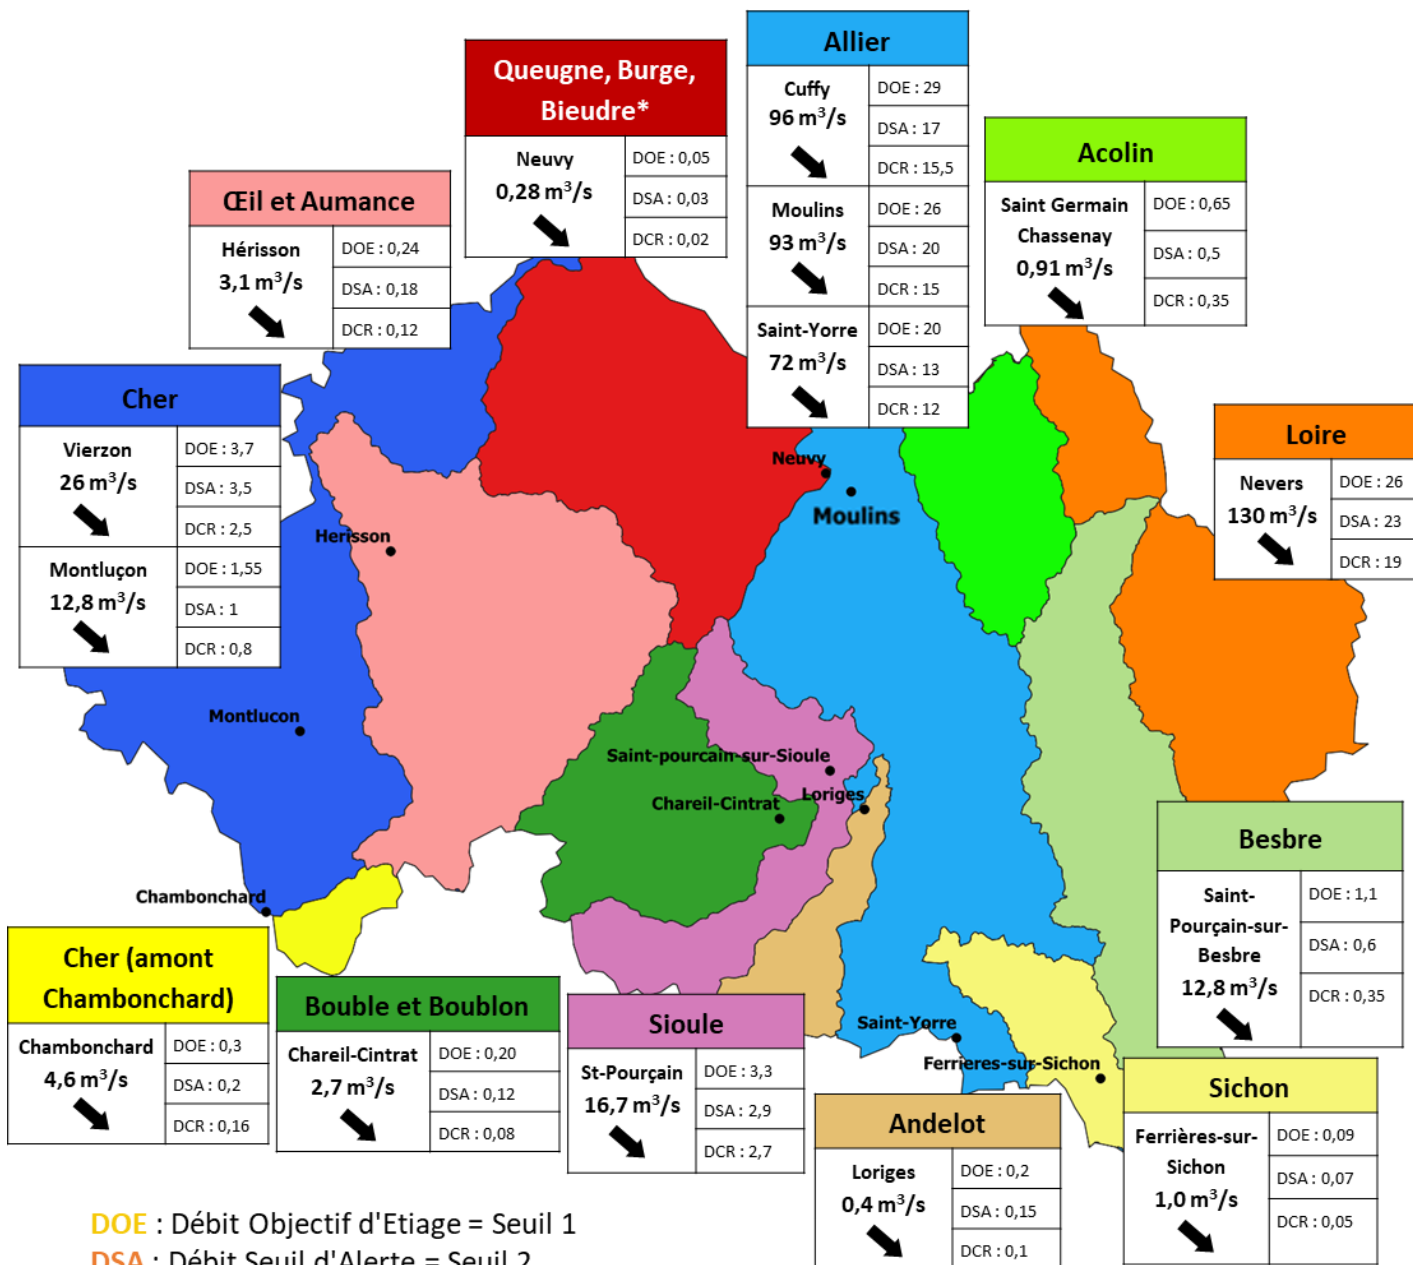 Allier
Cuffy
96 m³/s
DOE : 29
DSA : 17
DCR : 15,5
Moulins
93 m³/s
DOE : 26
DSA : 20
DCR : 15
Saint-Yorre
72 m³/s
DOE : 20
DSA : 13
DCR : 12
Queugne, Burge,
Bieudre*
Neuvy
0,28 m³/s
DOE : 0,05
DSA : 0,03
DCR : 0,02
Acolin
Saint Germain
Chassenay
0,91 m³/s
DOE : 0,65
DSA : 0,5
DCR : 0,35
Œil et Aumance
Hérisson
3,1 m³/s
DOE : 0,24
DSA : 0,18
DCR : 0,12
Cher
Vierzon
26 m³/s
DOE : 3,7
DSA : 3,5
DCR : 2,5
Montluçon
12,8 m³/s
DOE : 1,55
DSA : 1
DCR : 0,8
Loire
Nevers
130 m³/s
DOE : 26
DSA : 23
DCR : 19
Neuvy
Moulins
Herisson
Montlucon
Saint-pourcain-sur-Sioule
Chareil-Cintrat
Loriges
Chambonchard
Saint-Yorre
Ferrieres-sur-Sichon
Besbre
Saint-
Pourçain-sur-
Besbre
12,8 m³/s
DOE : 1,1
DSA : 0,6
DCR : 0,35
Cher (amont
Chambonchard)
Chambonchard
4,6 m³/s
DOE : 0,3
DSA : 0,2
DCR : 0,16
Bouble et Boublon
Chareil-Cintrat
2,7 m³/s
DOE : 0,20
DSA : 0,12
DCR : 0,08
Sioule
St-Pourçain
16,7 m³/s
DOE : 3,3
DSA : 2,9
DCR : 2,7
Andelot
Loriges
0,4 m³/s
DOE : 0,2
DSA : 0,15
DCR : 0,1
Sichon
Ferrières-sur-
Sichon
1,0 m³/s
DOE : 0,09
DSA : 0,07
DCR : 0,05
DOE : Débit Objectif d'Etiage = Seuil 1
DSA : Débit Seuil d'Alerte = Seuil 2